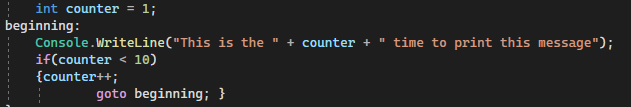 int counter = 1;
beginning:
Console.WriteLine("This is the " + counter + " time to print this message");
if(counter < 10)
{counter++;
goto beginning; }